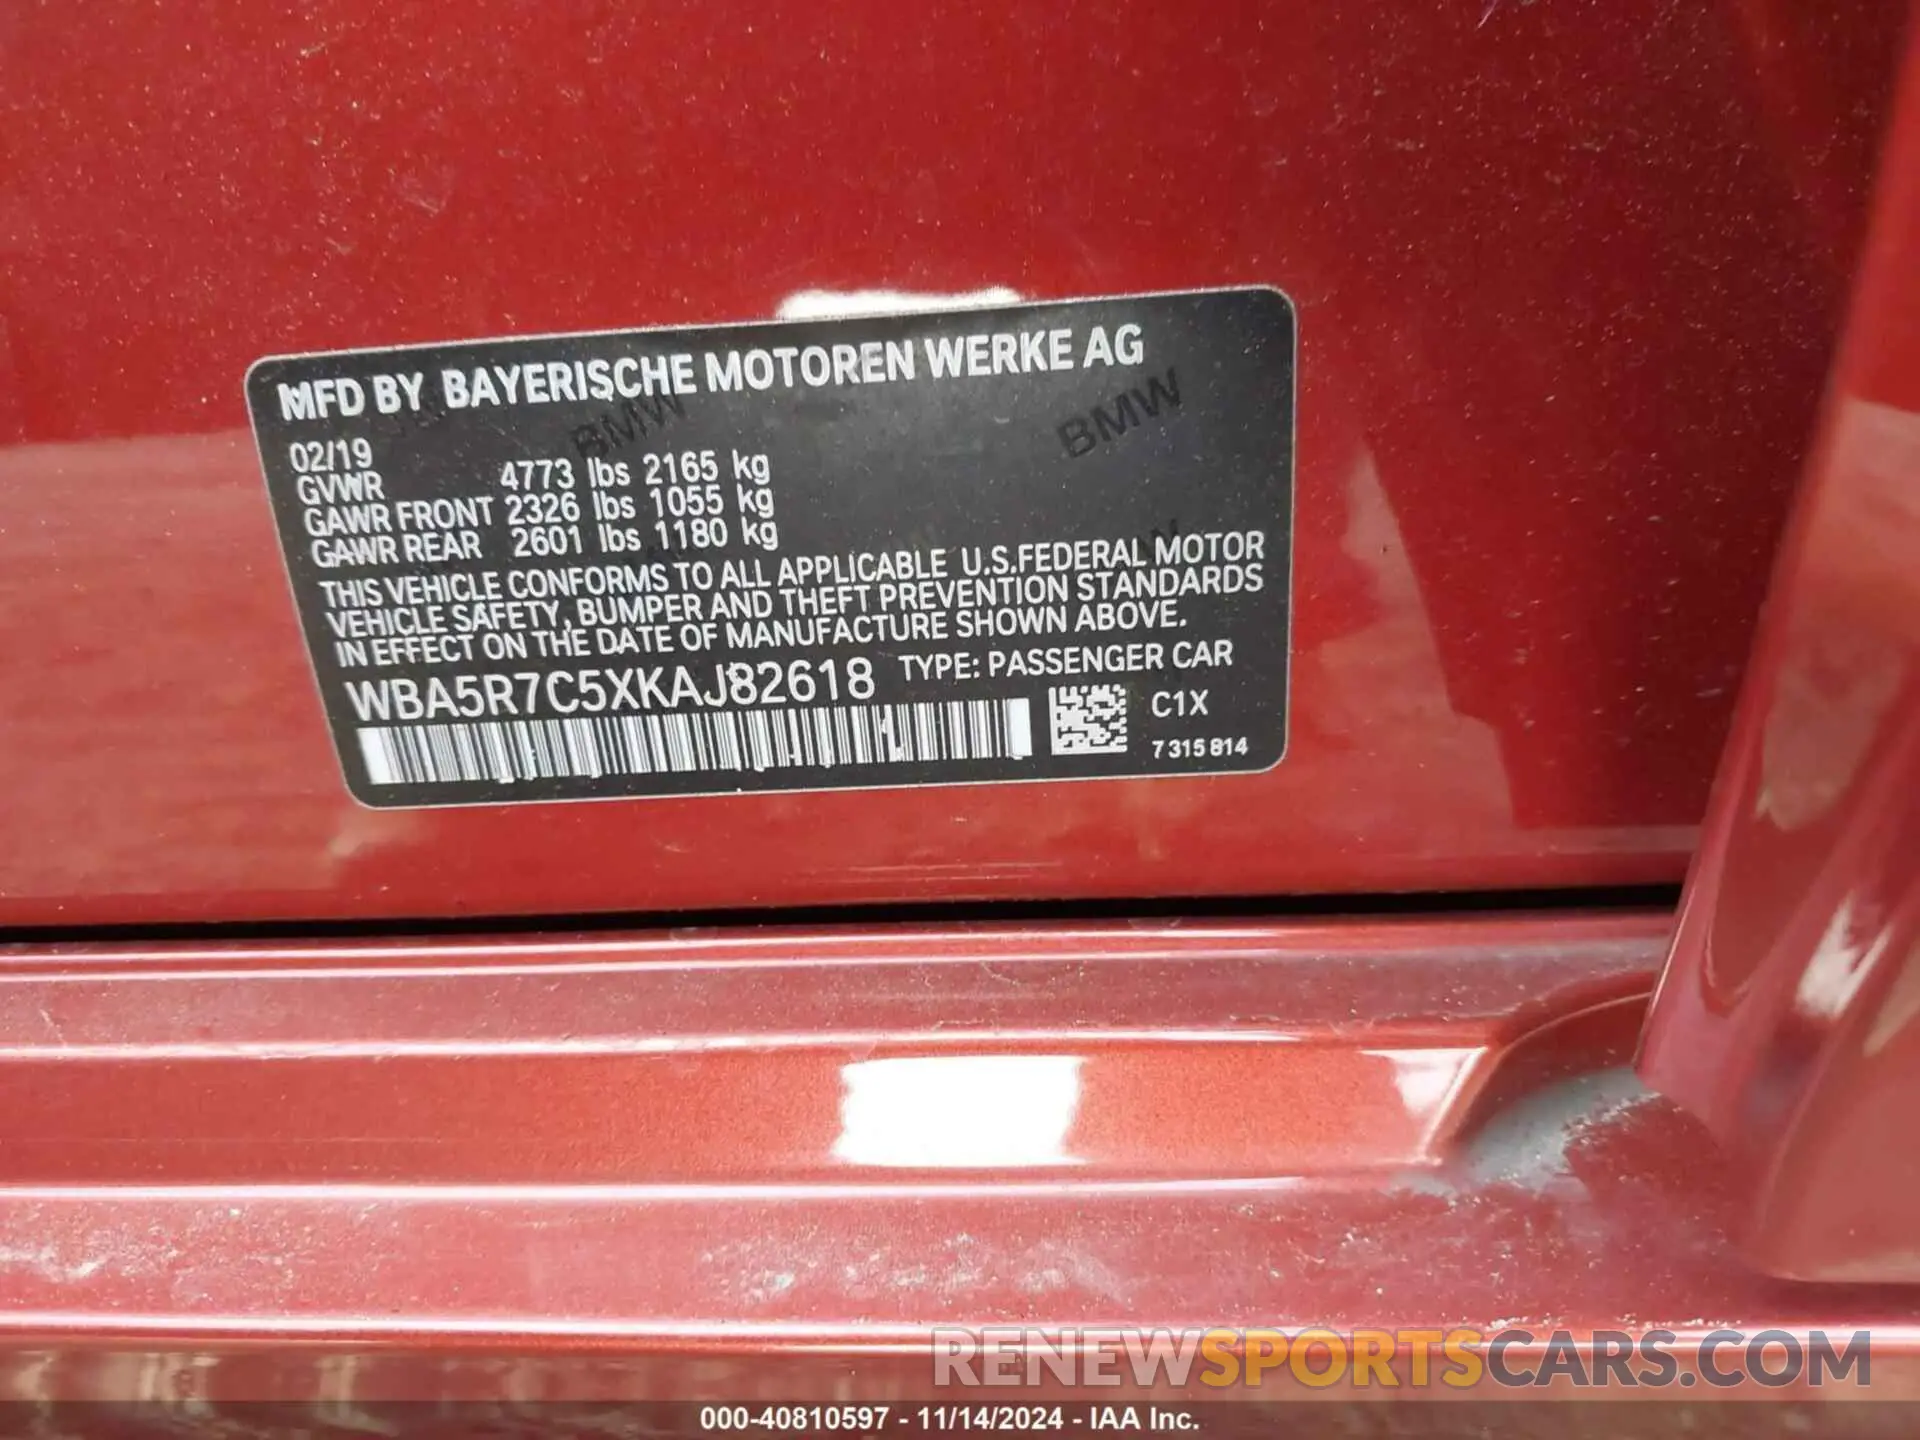 MFD BY BAYERISCHE MOTOREN WERKE AG
02/19
GVWR 4773 lbs 2165 kg
GAWR FRONT 2326 lbs 1055 kg
GAWR REAR 2601 lbs 1180 kg
THIS VEHICLE CONFORMS TO ALL APPLICABLE U.S.FEDERAL MOTOR
VEHICLE SAFETY, BUMPER AND THEFT PREVENTION STANDARDS
IN EFFECT ON THE DATE OF MANUFACTURE SHOWN ABOVE.
WBA5R7C5XKAJ82618 TYPE: PASSENGER CAR
C1X
7 315 814
BMW
BMW
RENEWSPORTSCARS.COM
000-40810597 - 11/14/2024 - IAA Inc.